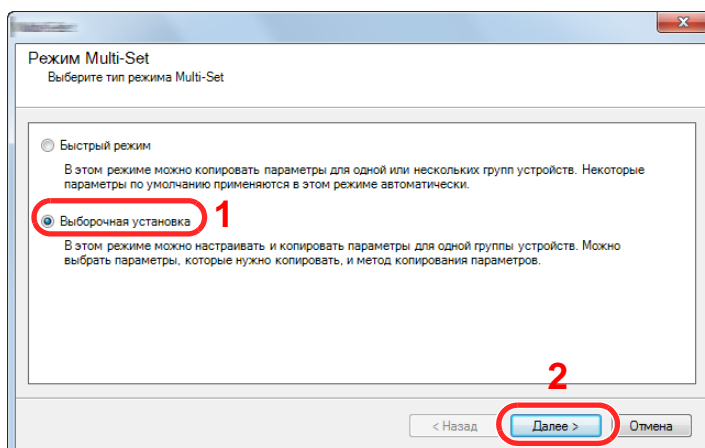 Режим Multi-Set
Выберите тип режима Multi-Set
Быстрый режим
В этом режиме можно копировать параметры для одной или нескольких групп устройств. Некоторые
параметры по умолчанию применяются в этом режиме автоматически.
Выборочная установка 1
В этом режиме можно настраивать и копировать параметры для одной группы устройств. Можно
выбрать параметры, которые нужно копировать, и метод копирования параметров.
2
< Назад Далее > Отмена